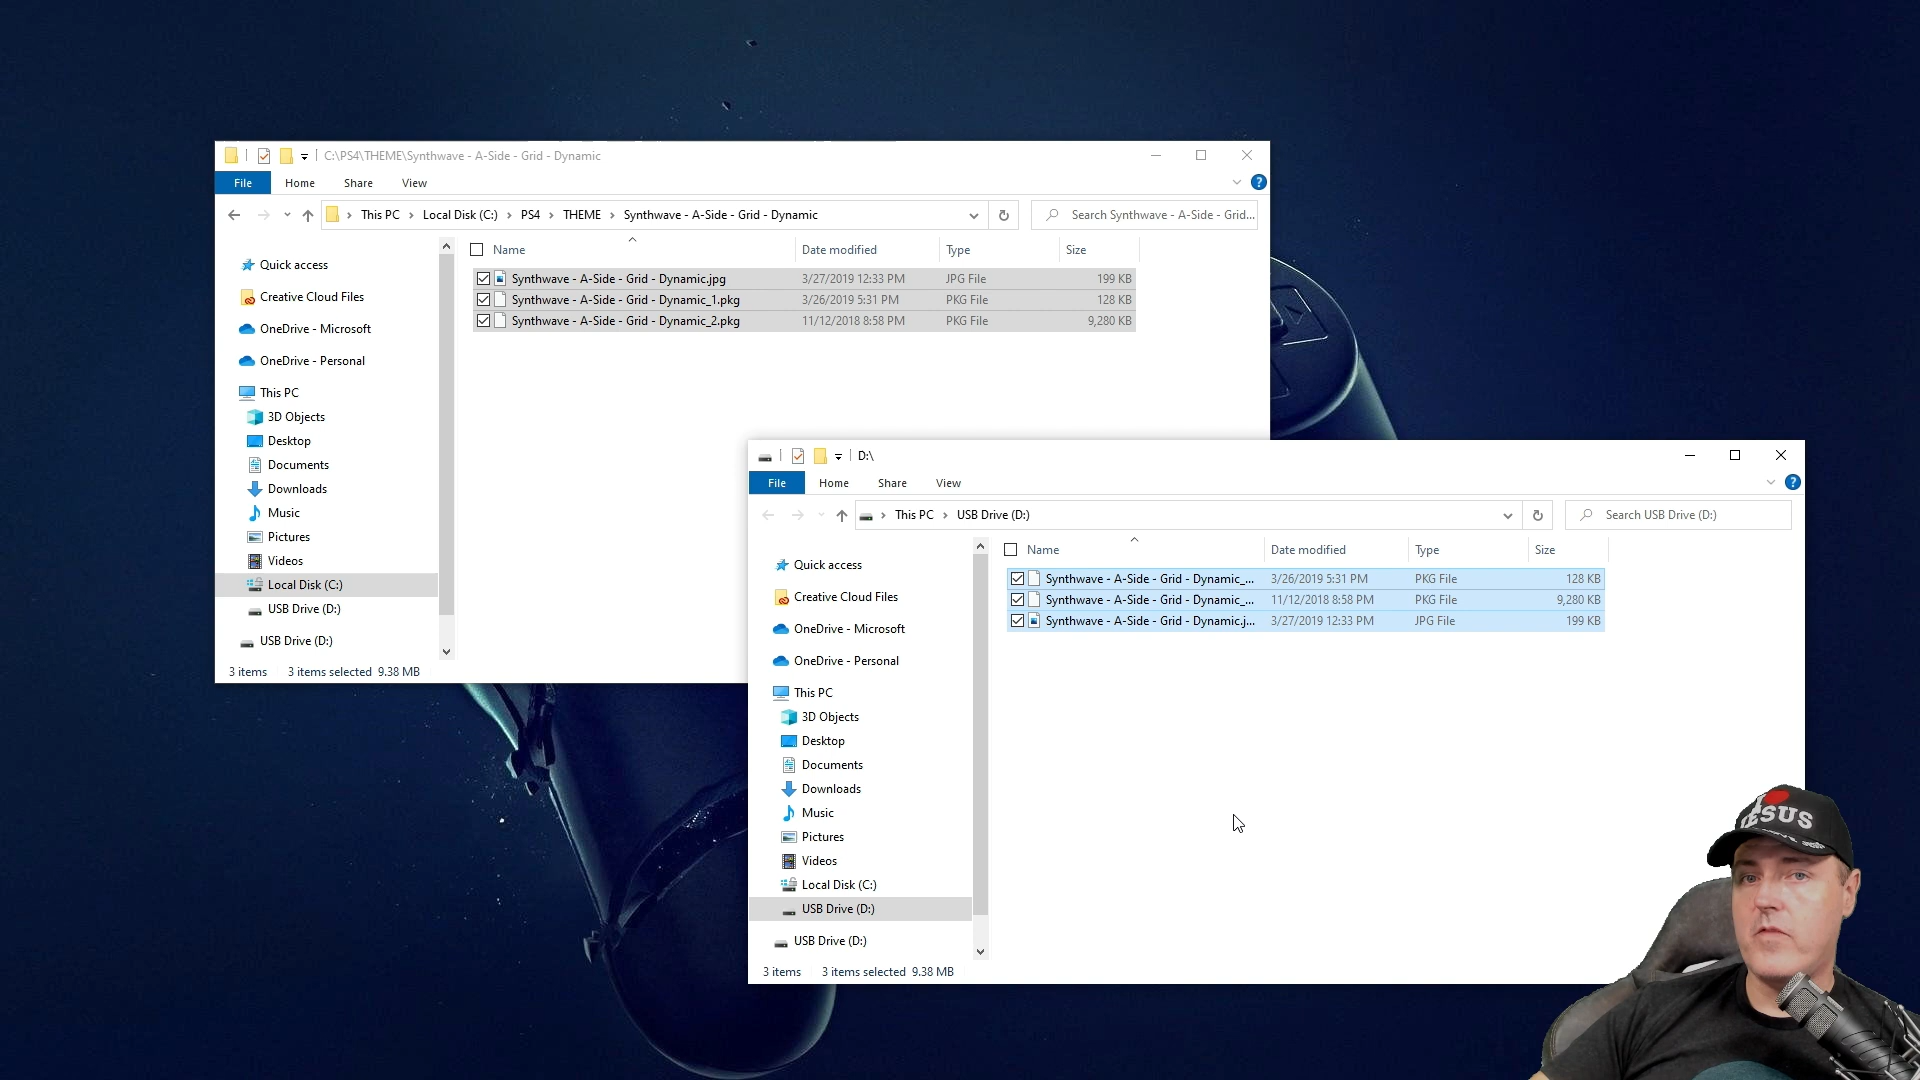 C:\PS4\THEME\Synthwave - A-Side - Grid - Dynamic
File Home Share View
This PC Local Disk (C:) PS4 THEME Synthwave - A-Side - Grid - Dynamic Search Synthwave - A-Side - Grid...
Name Date modified Type Size
Quick access
Creative Cloud Files
OneDrive - Microsoft
OneDrive - Personal
This PC
3D Objects
Desktop
Documents
Downloads
Music
Pictures
Videos
Local Disk (C:)
USB Drive (D:)
USB Drive (D:)
Synthwave - A-Side - Grid - Dynamic.jpg 3/27/2019 12:33 PM JPG File 199 KB
Synthwave - A-Side - Grid - Dynamic_1.pkg 3/26/2019 5:31 PM PKG File 128 KB
Synthwave - A-Side - Grid - Dynamic_2.pkg 11/12/2018 8:58 PM PKG File 9,280 KB
3 items 3 items selected 9.38 MB
D:\
File Home Share View
This PC USB Drive (D:) Search USB Drive (D:)
Name Date modified Type Size
Quick access
Creative Cloud Files
OneDrive - Microsoft
OneDrive - Personal
This PC
3D Objects
Desktop
Documents
Downloads
Music
Pictures
Videos
Local Disk (C:)
USB Drive (D:)
USB Drive (D:)
Synthwave - A-Side - Grid - Dynamic_... 3/26/2019 5:31 PM PKG File 128 KB
Synthwave - A-Side - Grid - Dynamic_... 11/12/2018 8:58 PM PKG File 9,280 KB
Synthwave - A-Side - Grid - Dynamic.j... 3/27/2019 12:33 PM JPG File 199 KB
3 items 3 items selected 9.38 MB
JESUS